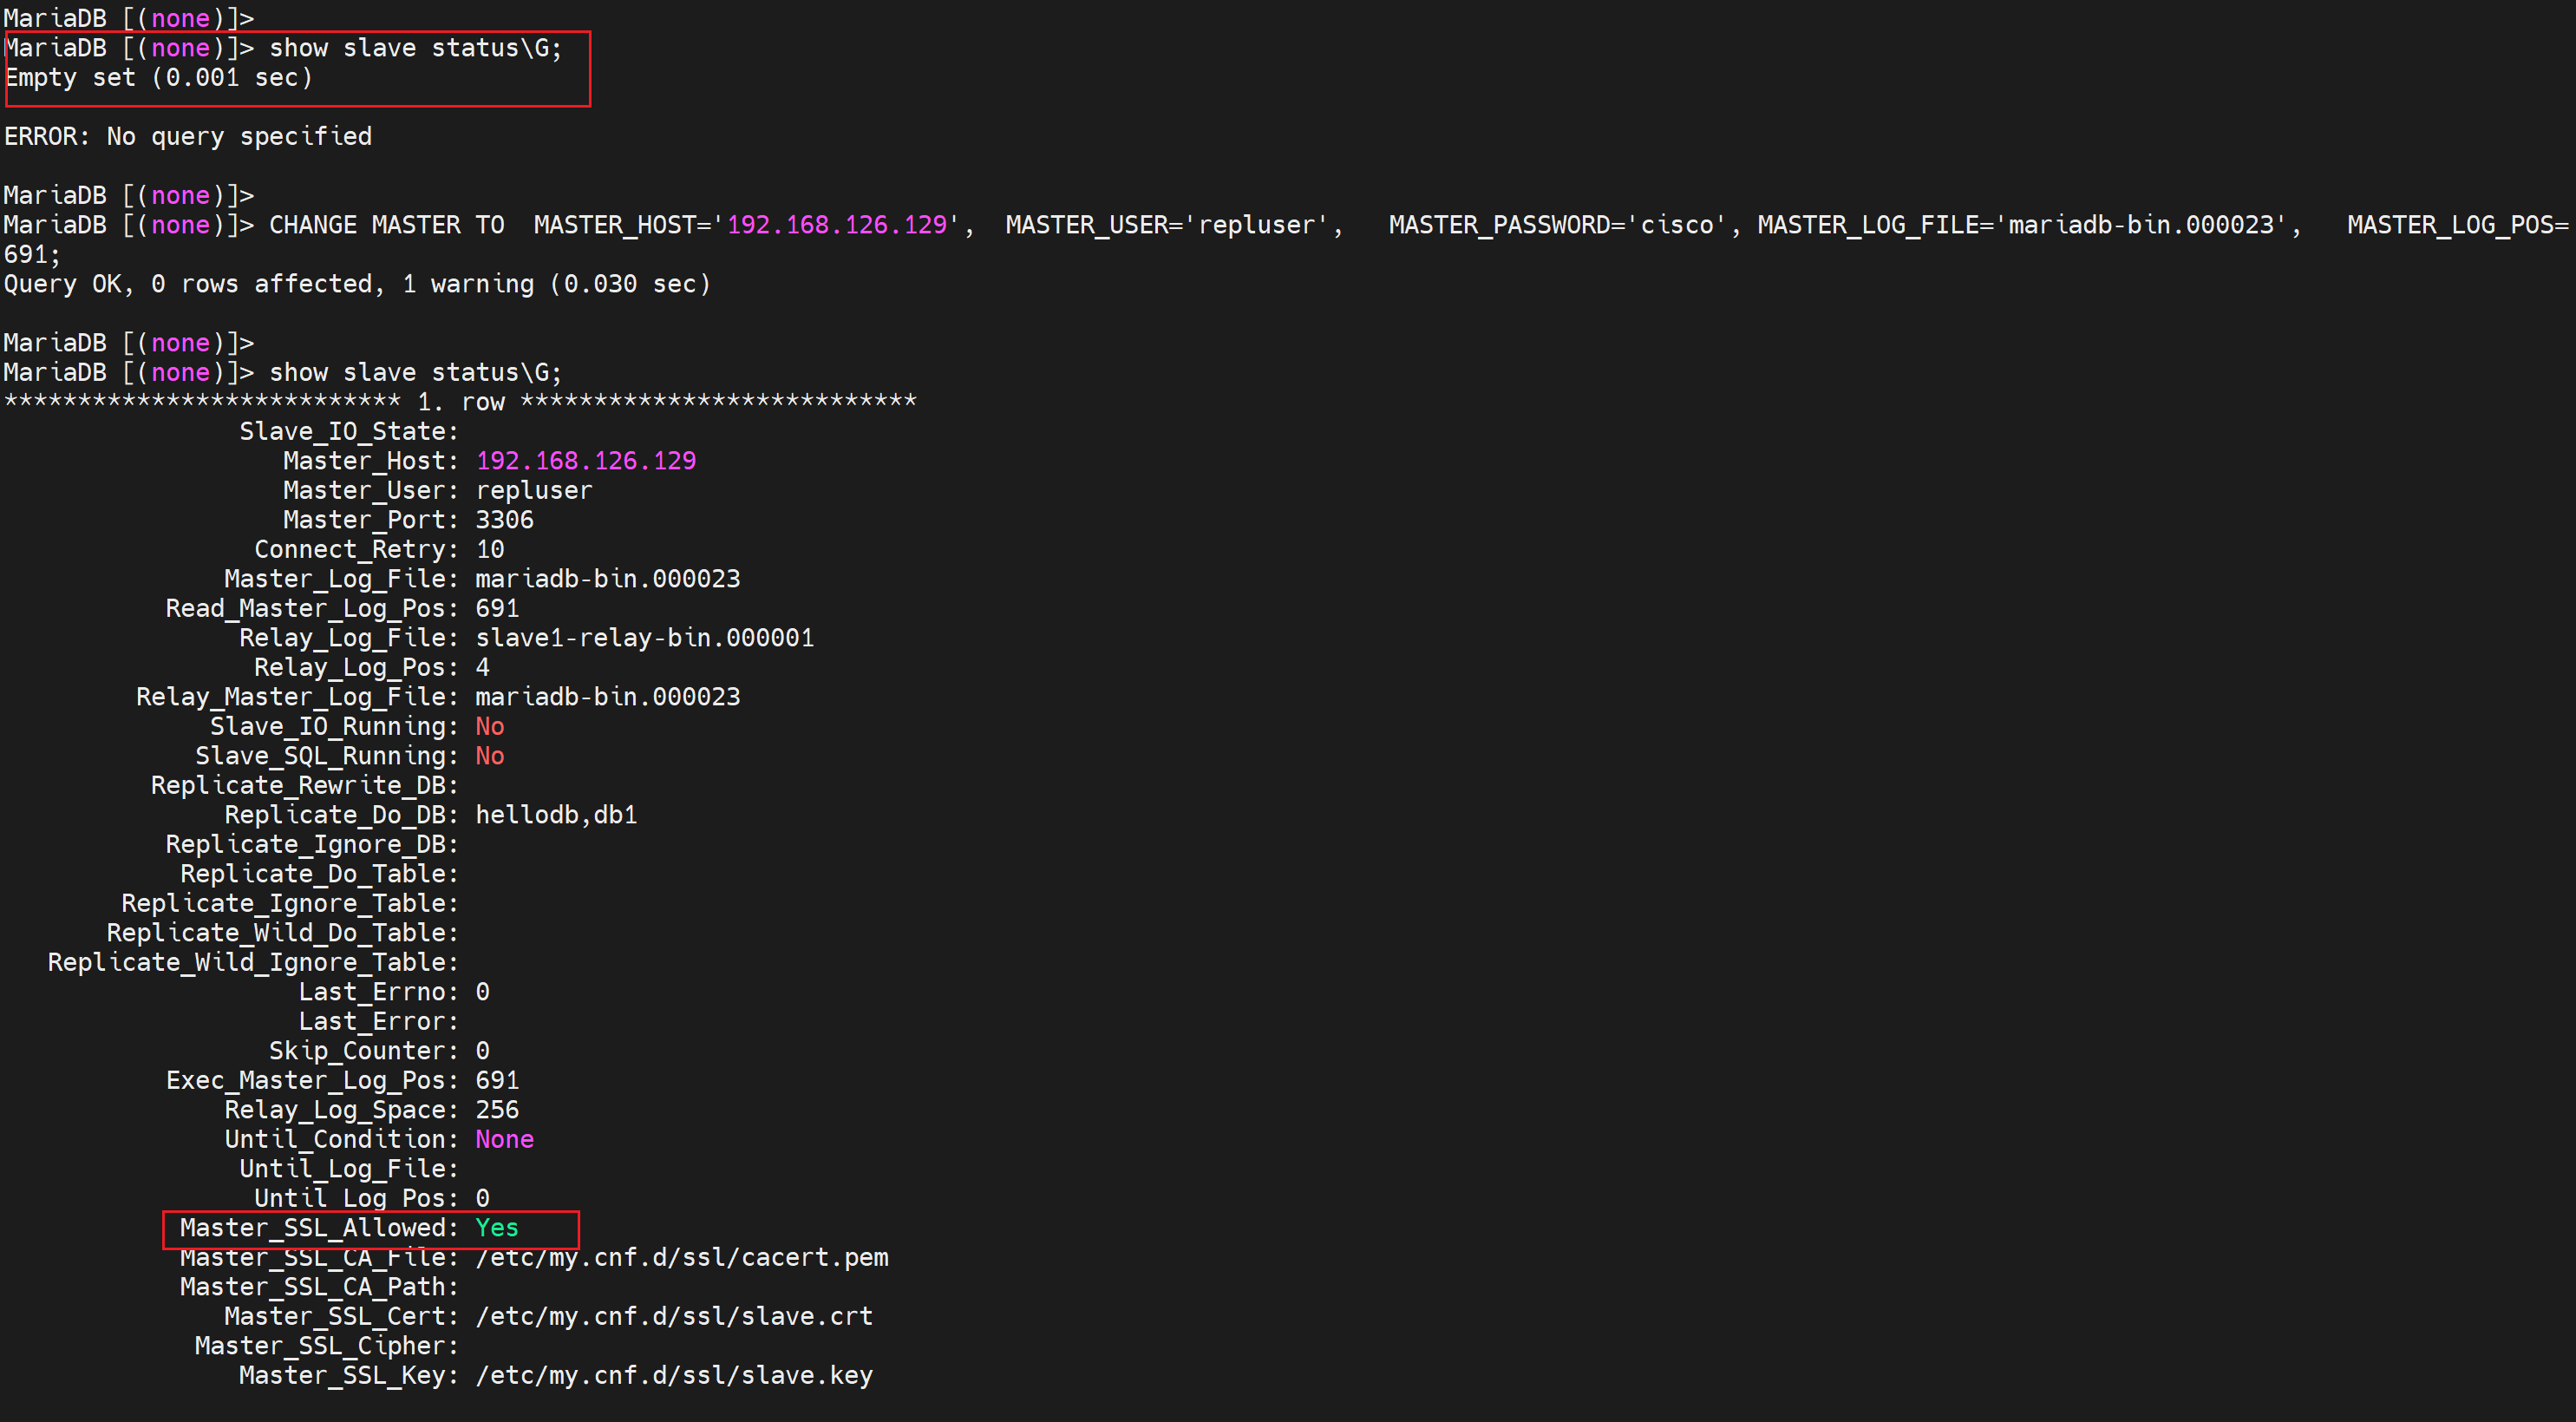 MariaDB [(none)]>
MariaDB [(none)]> show slave status\G;
Empty set (0.001 sec)
ERROR: No query specified
MariaDB [(none)]>
MariaDB [(none)]> CHANGE MASTER TO  MASTER_HOST='192.168.126.129',  MASTER_USER='repluser',   MASTER_PASSWORD='cisco', MASTER_LOG_FILE='mariadb-bin.000023',   MASTER_LOG_POS=
691;
Query OK, 0 rows affected, 1 warning (0.030 sec)
MariaDB [(none)]>
MariaDB [(none)]> show slave status\G;
*************************** 1. row ***************************
Slave_IO_State:
Master_Host: 192.168.126.129
Master_User: repluser
Master_Port: 3306
Connect_Retry: 10
Master_Log_File: mariadb-bin.000023
Read_Master_Log_Pos: 691
Relay_Log_File: slave1-relay-bin.000001
Relay_Log_Pos: 4
Relay_Master_Log_File: mariadb-bin.000023
Slave_IO_Running: No
Slave_SQL_Running: No
Replicate_Rewrite_DB:
Replicate_Do_DB: hellodb,db1
Replicate_Ignore_DB:
Replicate_Do_Table:
Replicate_Ignore_Table:
Replicate_Wild_Do_Table:
Replicate_Wild_Ignore_Table:
Last_Errno: 0
Last_Error:
Skip_Counter: 0
Exec_Master_Log_Pos: 691
Relay_Log_Space: 256
Until_Condition: None
Until_Log_File:
Until_Log_Pos: 0
Master_SSL_Allowed: Yes
Master_SSL_CA_File: /etc/my.cnf.d/ssl/cacert.pem
Master_SSL_CA_Path:
Master_SSL_Cert: /etc/my.cnf.d/ssl/slave.crt
Master_SSL_Cipher:
Master_SSL_Key: /etc/my.cnf.d/ssl/slave.key